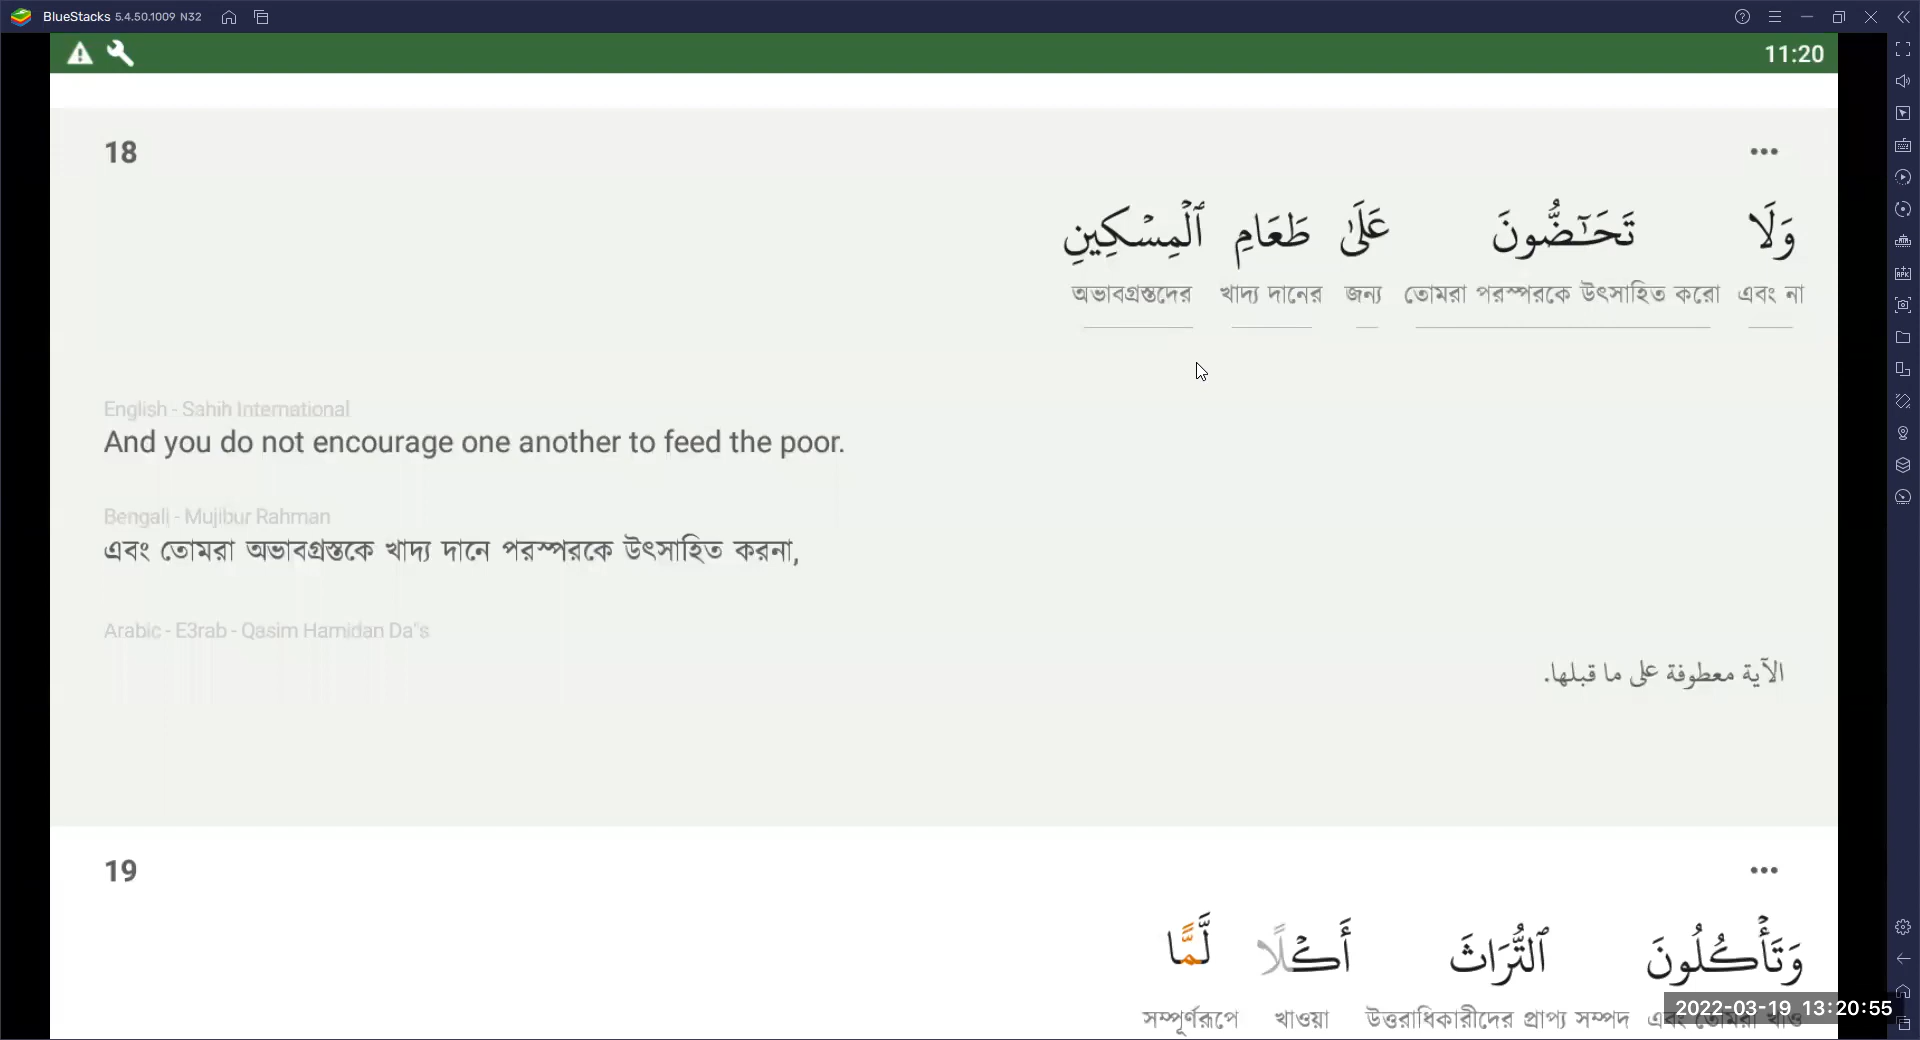 BlueStacks 5.4.50.1009 N32
11:20
18
وَلَا تَحَـٰٓضُّونَ عَلَىٰ طَعَامِ ٱلْمِسْكِينِ
এবং না তোমরা পরস্পরকে উৎসাহিত করো জন্য খাদ্য দানের অভাবগ্রস্তদের
English - Sahih International
And you do not encourage one another to feed the poor.
Bengali - Mujibur Rahman
এবং তোমরা অভাবগ্রস্তকে খাদ্য দানে পরস্পরকে উৎসাহিত করনা,
Arabic - E3rab - Qasim Hamidan Da"s
الآية معطوفة على ما قبلها.
19
وَتَأْكُلُونَ ٱلتُّرَاثَ أَكْلًا لَّمًّا
এবং তোমরা খাও উত্তরাধিকারীদের প্রাপ্য সম্পদ খাওয়া সম্পূর্ণরূপে
2022-03-19 13:20:55